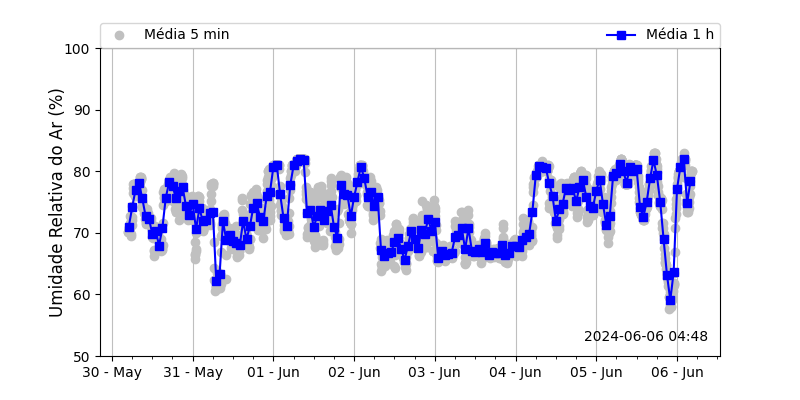 Média 5 min
Média 1 h
Umidade Relativa do Ar (%)
100
90
80
70
60
50
2024-06-06 04:48
30 - May
31 - May
01 - Jun
02 - Jun
03 - Jun
04 - Jun
05 - Jun
06 - Jun